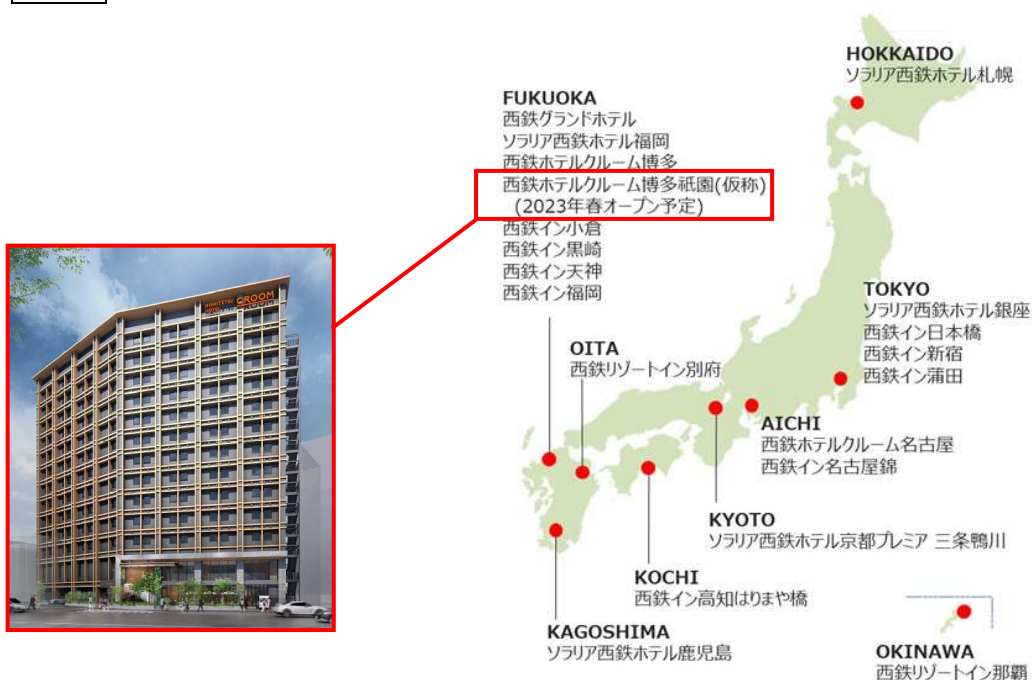 HOKKAIDO
ソラリア西鉄ホテル札幌
FUKUOKA
西鉄グランドホテル
ソラリア西鉄ホテル福岡
西鉄ホテルクルーム博多
西鉄ホテルクルーム博多祇園(仮称)
(2023年春オープン予定)
西鉄イン小倉
西鉄イン黒崎
西鉄イン天神
西鉄イン福岡
NISHITETSU
HOTEL CROOM
TOKYO
ソラリア西鉄ホテル銀座
西鉄イン日本橋
西鉄イン新宿
西鉄イン蒲田
OITA
西鉄リゾートイン別府
AICHI
西鉄ホテルクルーム名古屋
西鉄イン名古屋錦
KYOTO
ソラリア西鉄ホテル京都プレミア 三条鴨川
KOCHI
西鉄イン高知はりまや橋
KAGOSHIMA
ソラリア西鉄ホテル鹿児島
OKINAWA
西鉄リゾートイン那覇